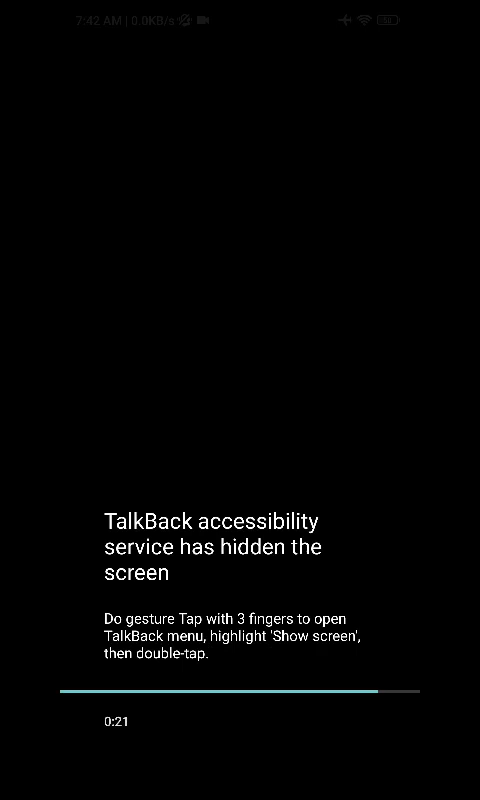 7:42 AM | 0.0KB/s
TalkBack accessibility
service has hidden the
screen
Do gesture Tap with 3 fingers to open
TalkBack menu, highlight 'Show screen',
then double-tap.
0:21